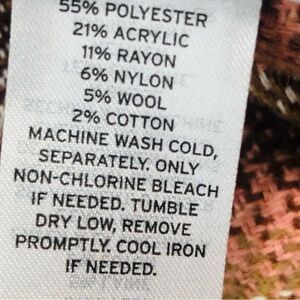 55% POLYESTER
21% ACRYLIC
11% RAYON
6% NYLON
5% WOOL
2% COTTON
MACHINE WASH COLD,
SEPARATELY. ONLY
NON-CHLORINE BLEACH
IF NEEDED. TUMBLE
DRY LOW, REMOVE
PROMPTLY. COOL IRON
IF NEEDED.